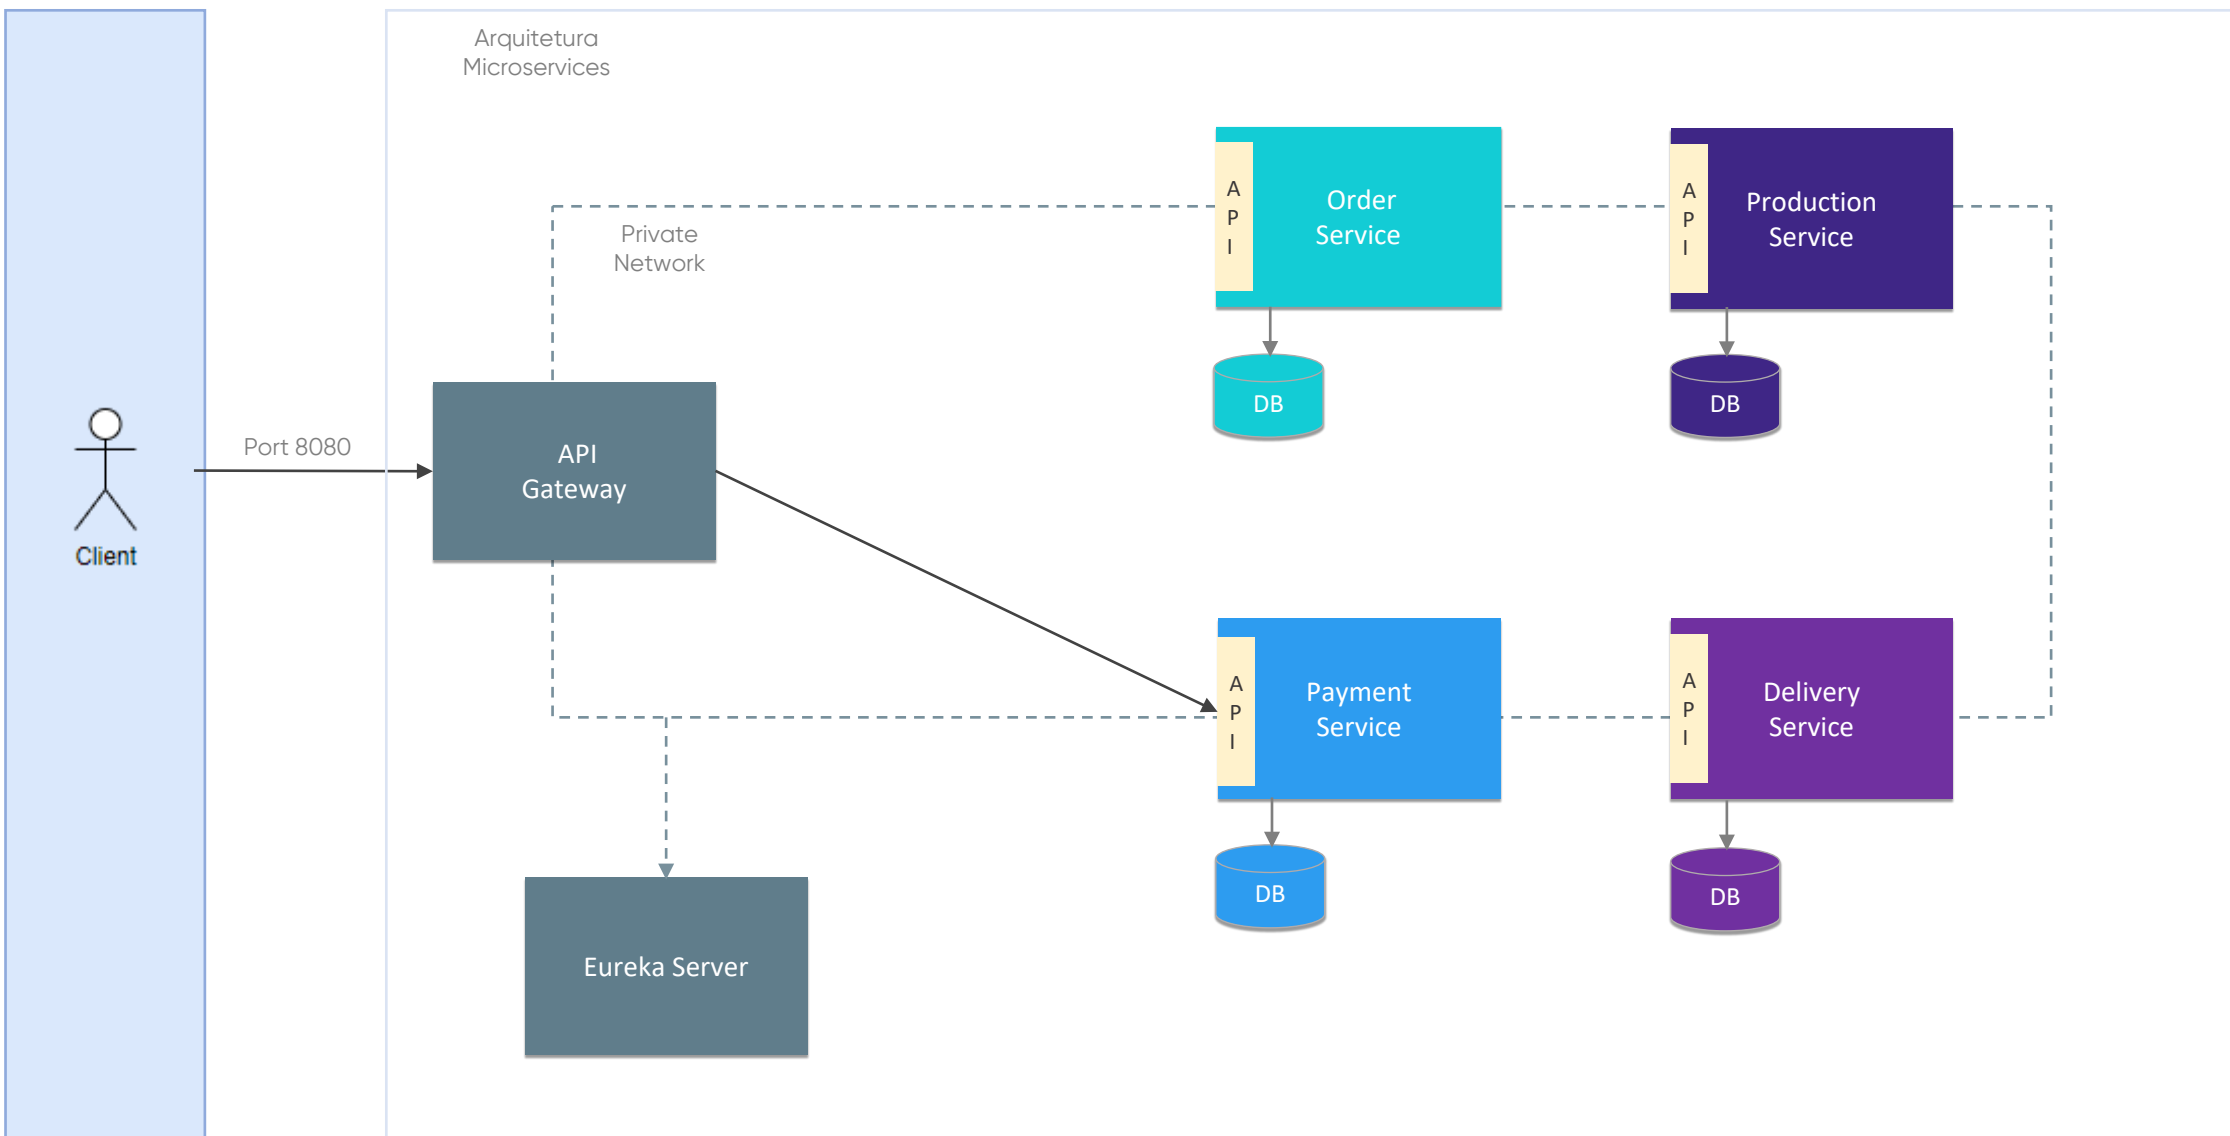 Arquitetura
Microservices
Private
Network
A
P
I
Order
Service
A
P
I
Production
Service
DB
DB
Client
Port 8080
API
Gateway
A
P
I
Payment
Service
A
P
I
Delivery
Service
DB
DB
Eureka Server